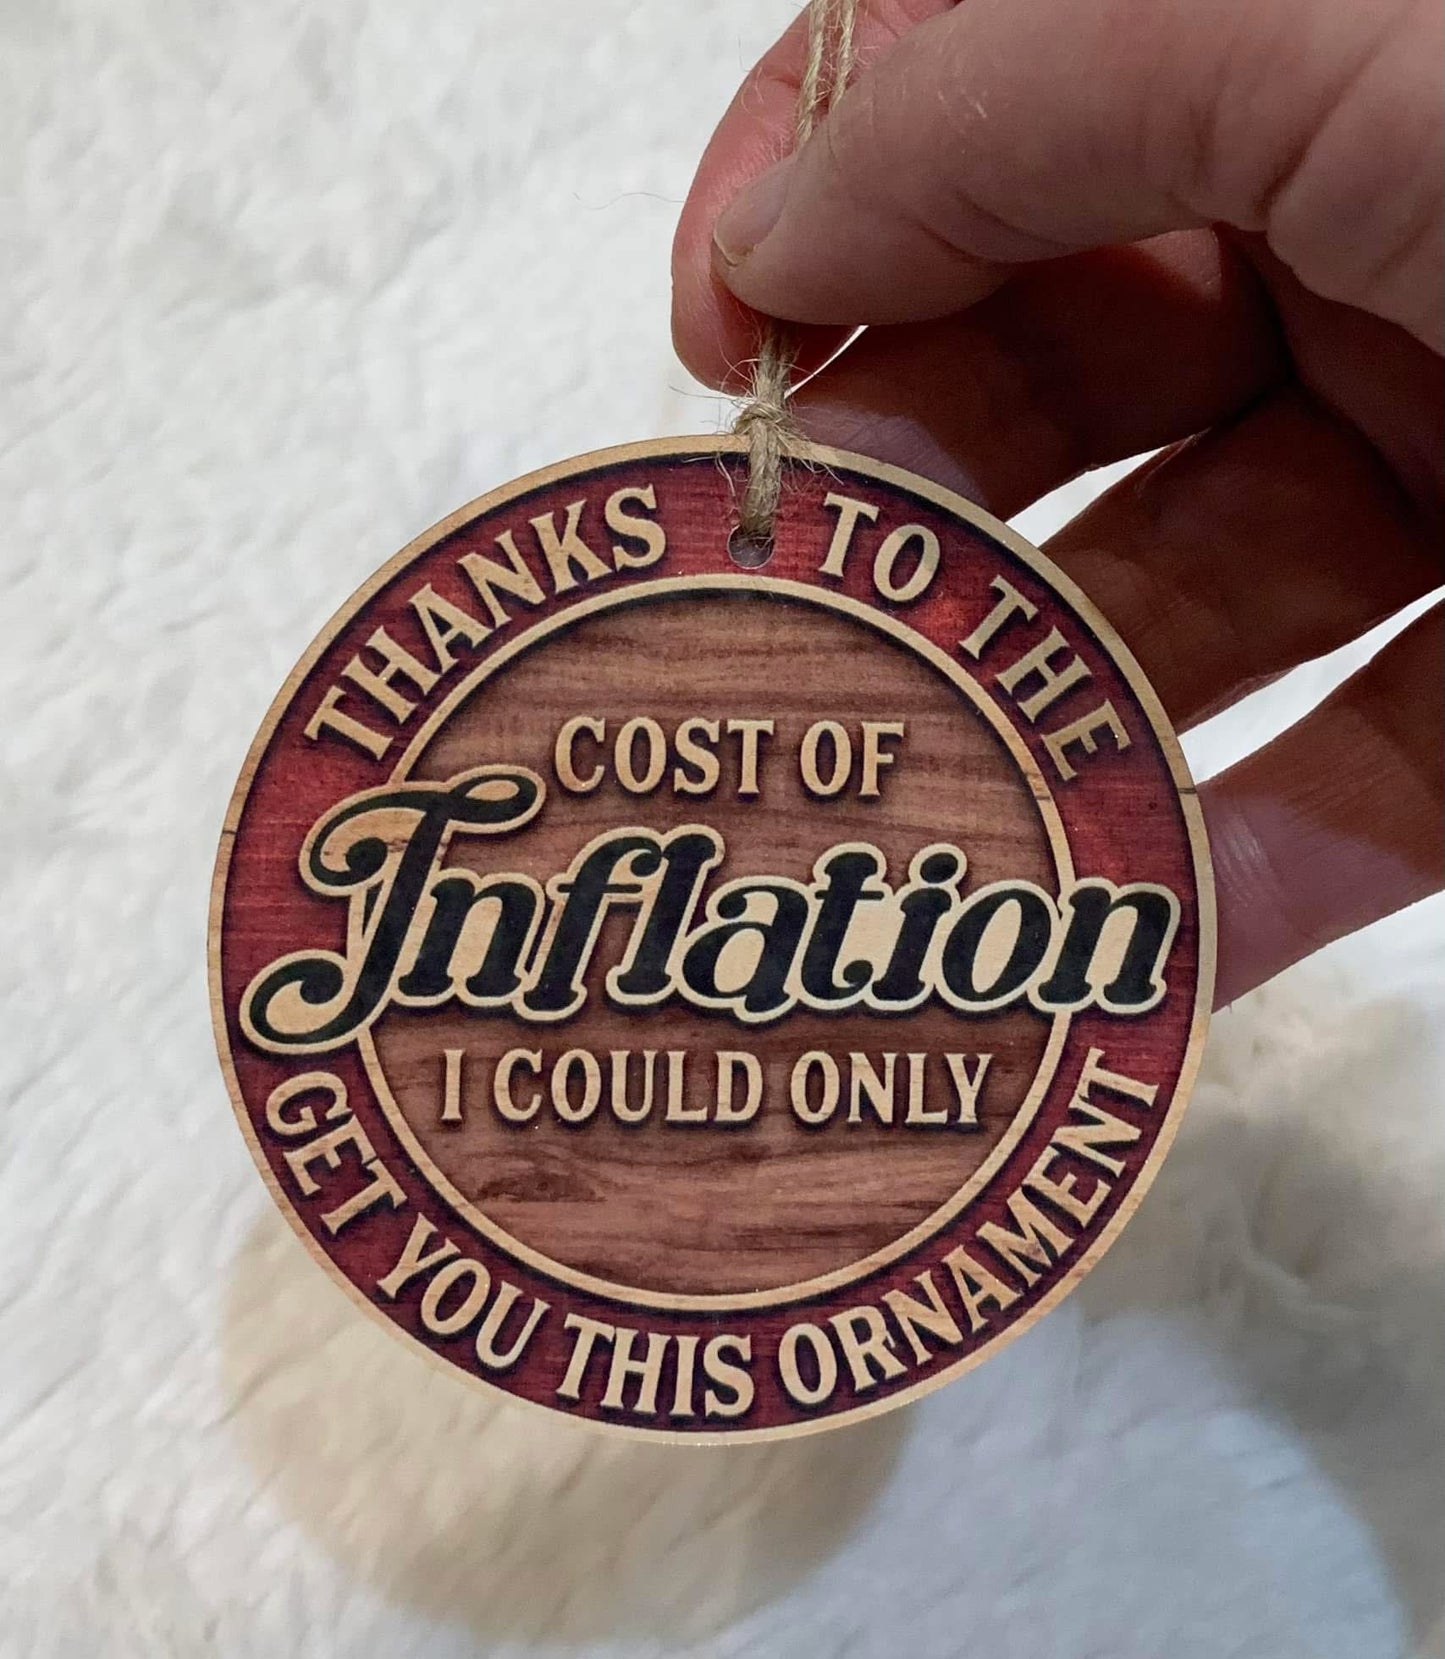 THANKS TO THE
COST OF
Inflation
I COULD ONLY
GET YOU THIS ORNAMENT